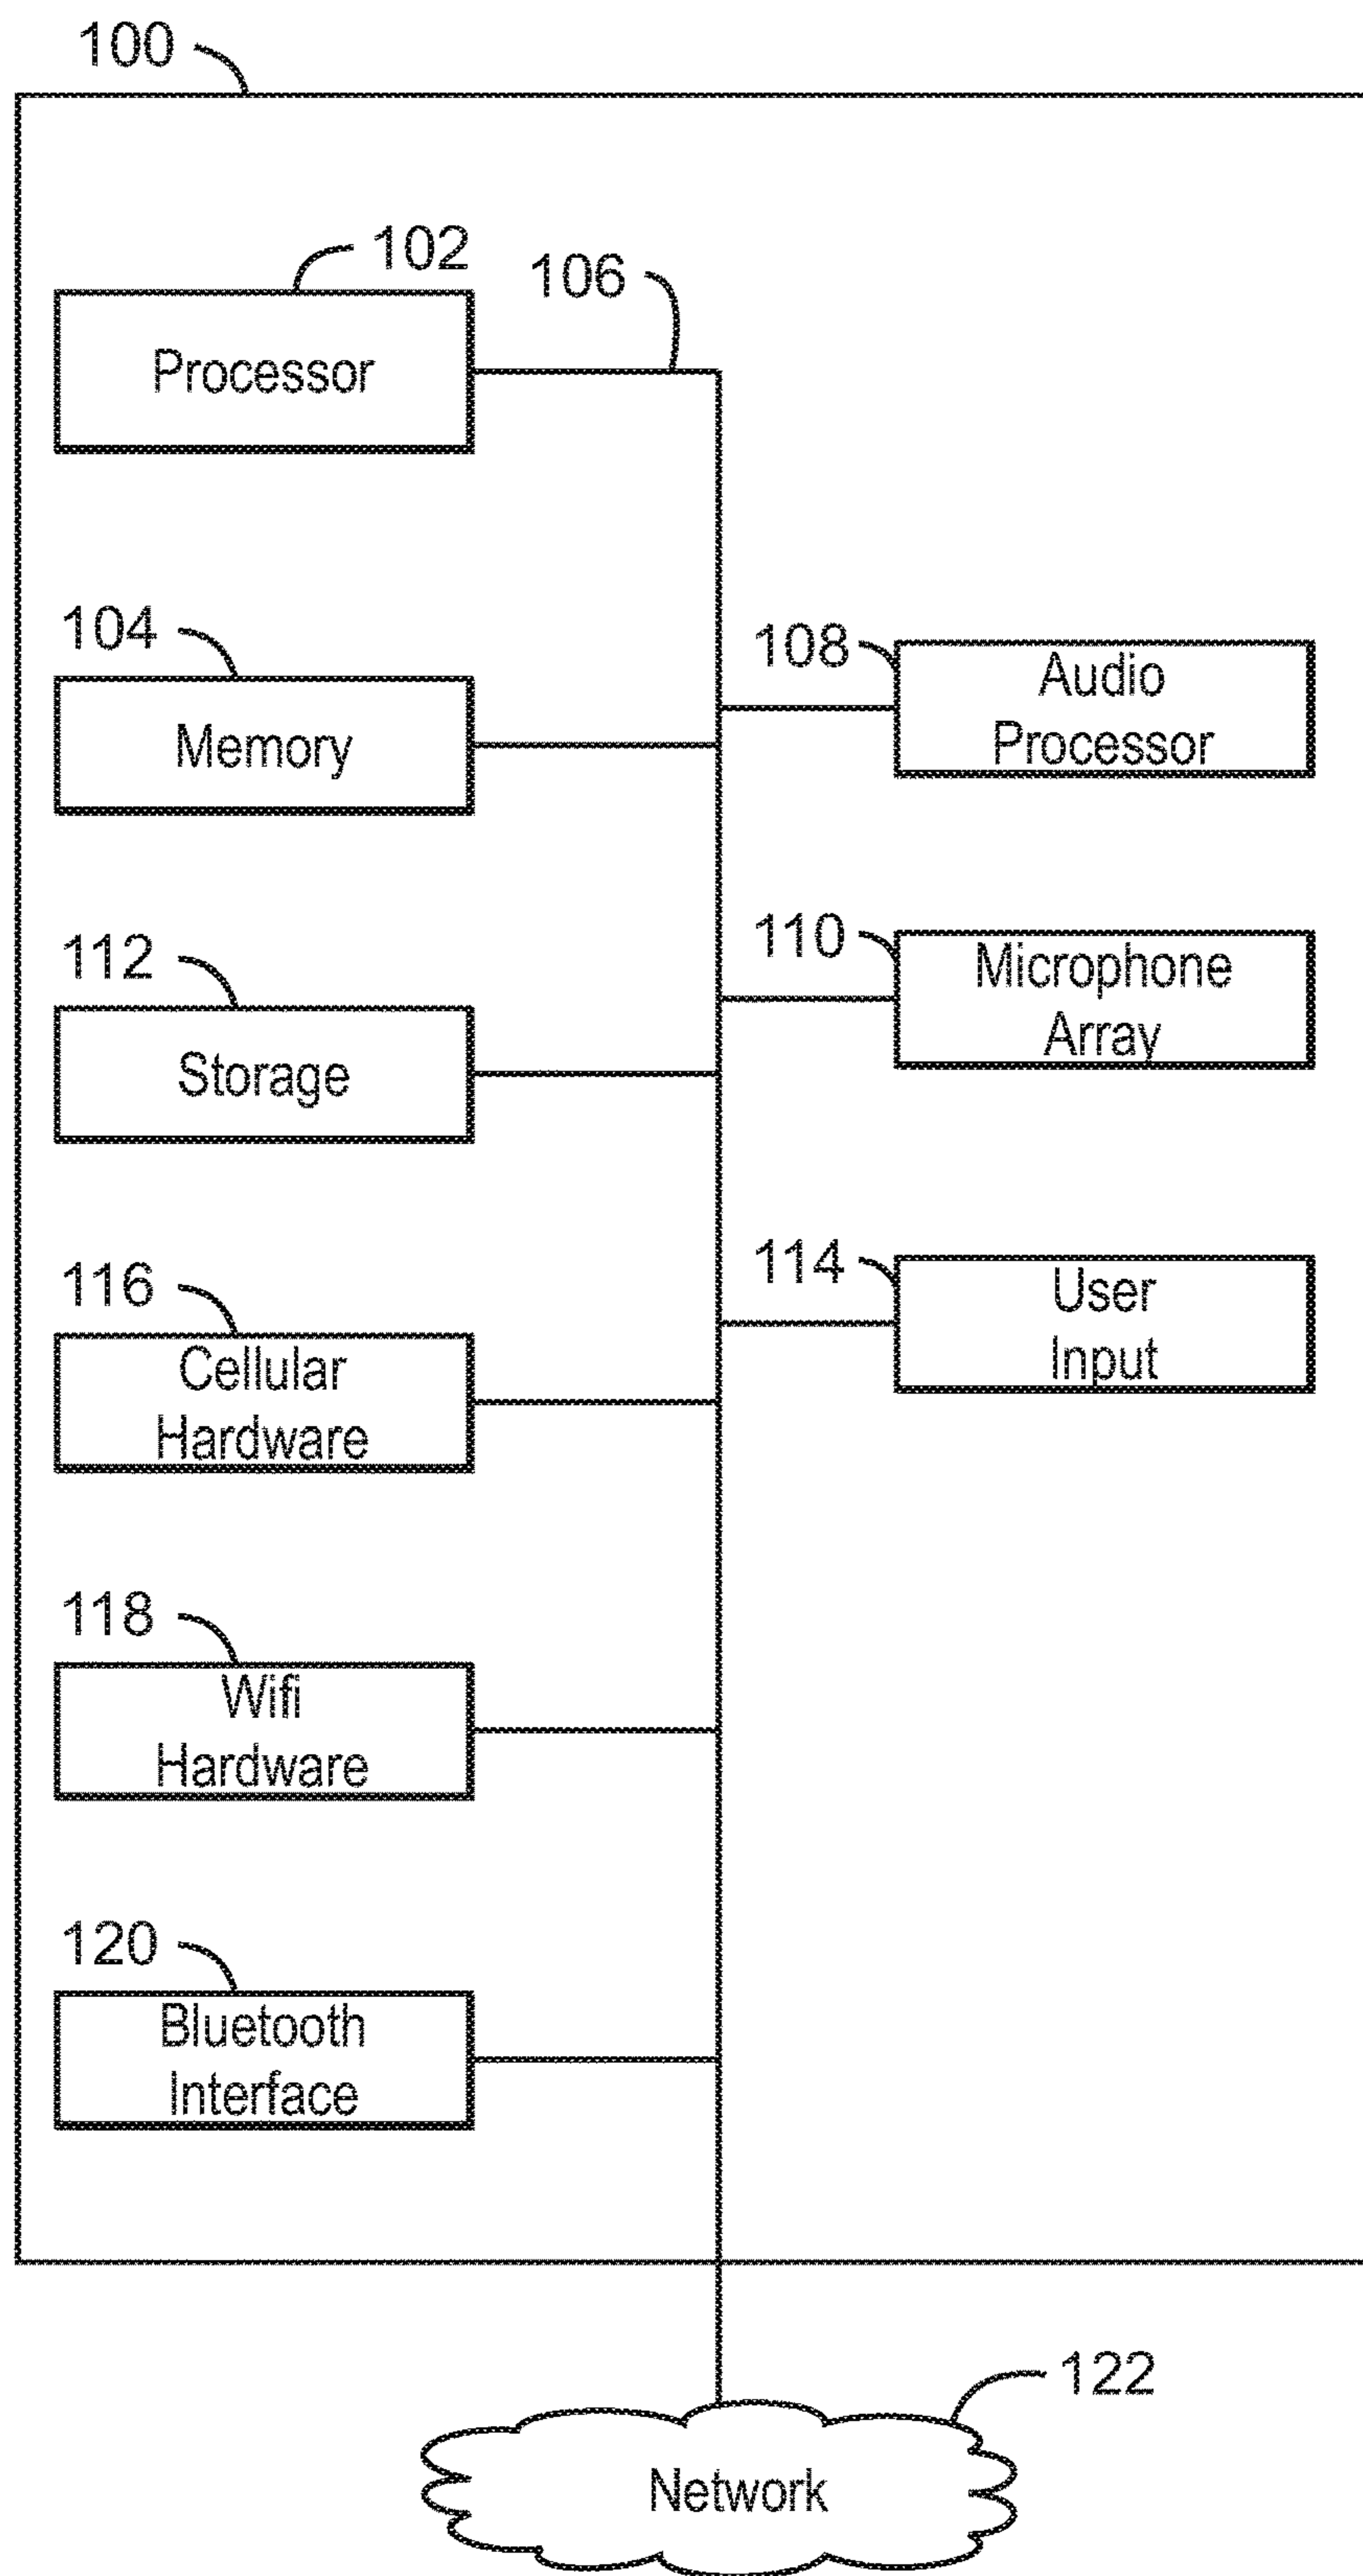 100
102
106
Processor
104
108
Memory
Audio
Processor
112
110
Storage
Microphone
Array
116
114
Cellular
Hardware
User
Input
118
Wifi
Hardware
120
Bluetooth
Interface
122
Network